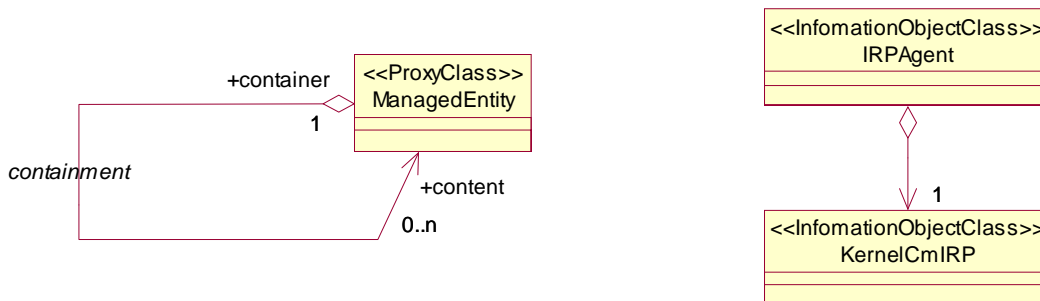 +container
1
<<ProxyClass>>
ManagedEntity
containment
+content
0..n
<<InfomationObjectClass>>
IRPAgent
1
<<InfomationObjectClass>>
KernelCmIRP